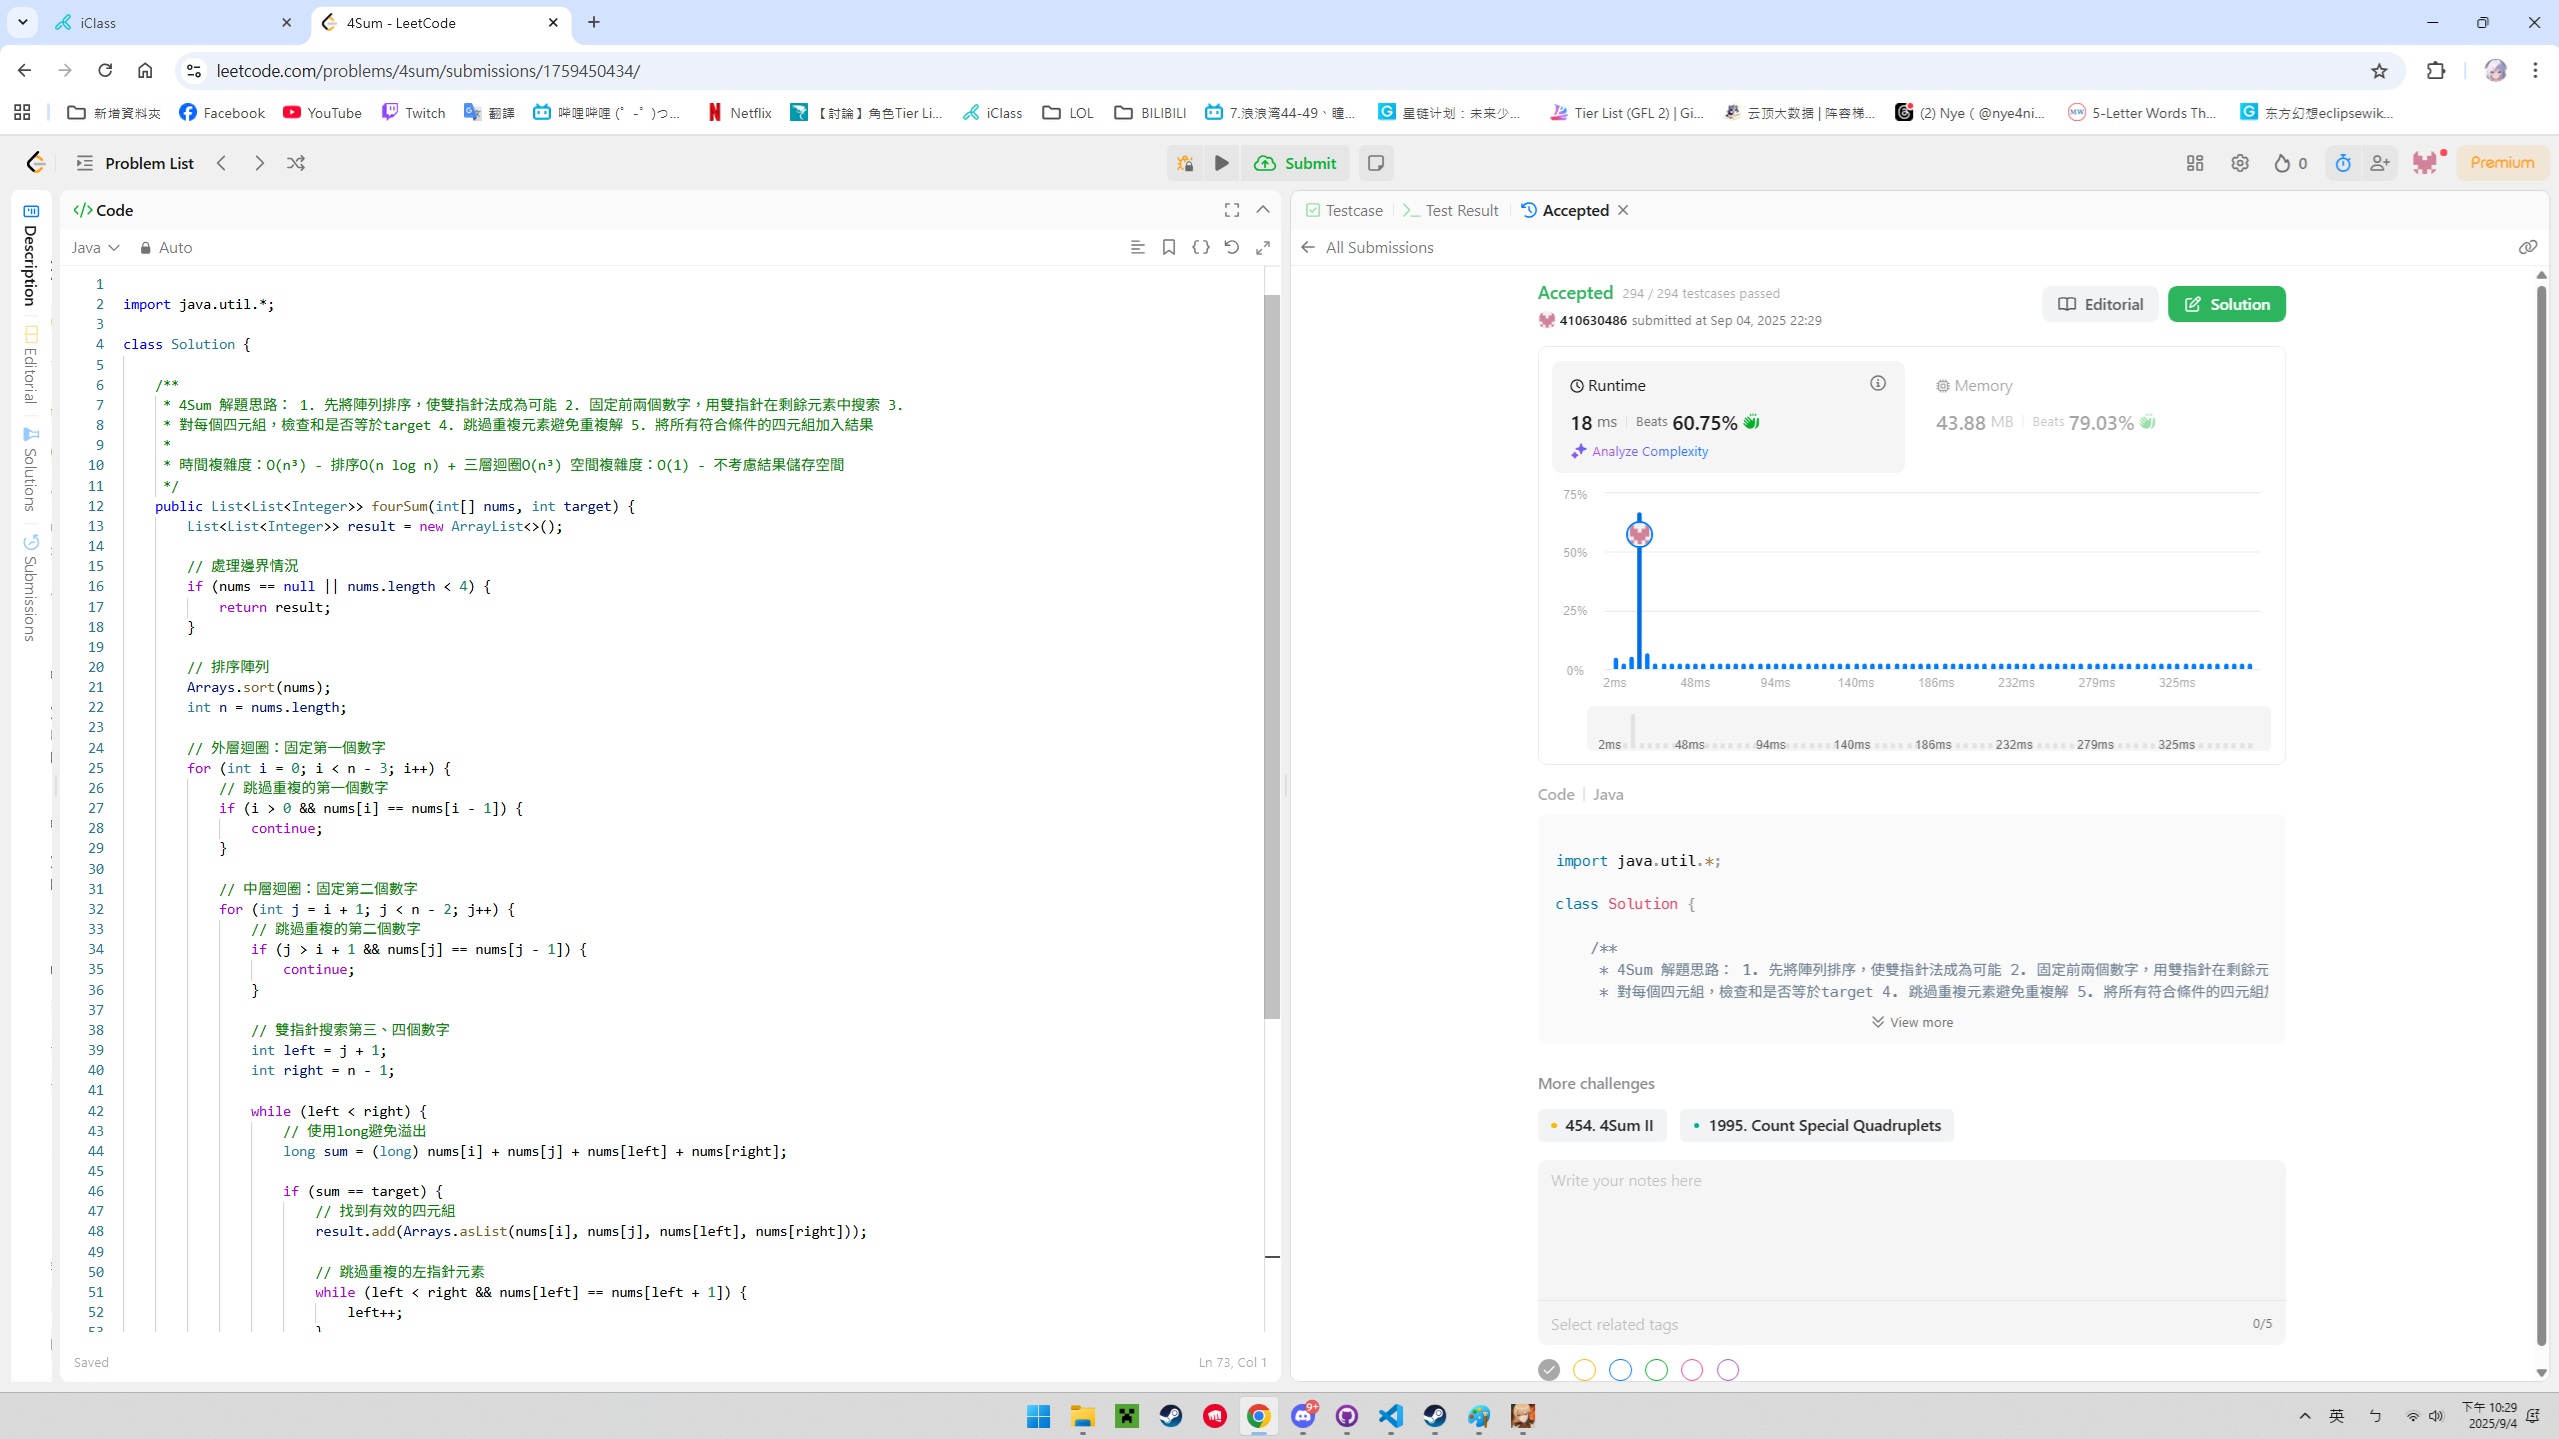 iClass
4Sum - LeetCode
leetcode.com/problems/4sum/submissions/1759450434/
新增資料夾
Facebook
YouTube
Twitch
翻譯
哔哩哔哩 (゜-゜)つ...
Netflix
【討論】角色Tier Li...
iClass
LOL
BILIBILI
7.浪浪湾44-49、瞳...
星链计划：未来少...
Tier List (GFL 2) | Gi...
云顶大数据 | 阵容梯...
(2) Nye ( @nye4ni...
5-Letter Words Th...
东方幻想eclipsewik...
Problem List
Submit
0
Premium
Description
Editorial
Solutions
Submissions
</> Code
Java
Auto
1
2 import java.util.*;
3
4 class Solution {
5
6 /**
7 * 4Sum 解題思路： 1. 先將陣列排序，使雙指針法成為可能 2. 固定前兩個數字，用雙指針在剩餘元素中搜索 3.
8 * 對每個四元組，檢查和是否等於target 4. 跳過重複元素避免重複解 5. 將所有符合條件的四元組加入結果
9 *
10 * 時間複雜度：O(n³) - 排序O(n log n) + 三層迴圈O(n³) 空間複雜度：O(1) - 不考慮結果儲存空間
11 */
12 public List<List<Integer>> fourSum(int[] nums, int target) {
13 List<List<Integer>> result = new ArrayList<>();
14
15 // 處理邊界情況
16 if (nums == null || nums.length < 4) {
17 return result;
18 }
19
20 // 排序陣列
21 Arrays.sort(nums);
22 int n = nums.length;
23
24 // 外層迴圈：固定第一個數字
25 for (int i = 0; i < n - 3; i++) {
26 // 跳過重複的第一個數字
27 if (i > 0 && nums[i] == nums[i - 1]) {
28 continue;
29 }
30
31 // 中層迴圈：固定第二個數字
32 for (int j = i + 1; j < n - 2; j++) {
33 // 跳過重複的第二個數字
34 if (j > i + 1 && nums[j] == nums[j - 1]) {
35 continue;
36 }
37
38 // 雙指針搜索第三、四個數字
39 int left = j + 1;
40 int right = n - 1;
41
42 while (left < right) {
43 // 使用long避免溢出
44 long sum = (long) nums[i] + nums[j] + nums[left] + nums[right];
45
46 if (sum == target) {
47 // 找到有效的四元組
48 result.add(Arrays.asList(nums[i], nums[j], nums[left], nums[right]));
49
50 // 跳過重複的左指針元素
51 while (left < right && nums[left] == nums[left + 1]) {
52 left++;
53 }
Saved
Ln 73, Col 1
Testcase
Test Result
Accepted
All Submissions
Accepted 294 / 294 testcases passed
410630486 submitted at Sep 04, 2025 22:29
Editorial
Solution
Runtime
18 ms | Beats 60.75%
Analyze Complexity
Memory
43.88 MB | Beats 79.03%
75%
50%
25%
0%
2ms 48ms 94ms 140ms 186ms 232ms 279ms 325ms
2ms 48ms 94ms 140ms 186ms 232ms 279ms 325ms
Code | Java
import java.util.*;
class Solution {
/**
* 4Sum 解題思路： 1. 先將陣列排序，使雙指針法成為可能 2. 固定前兩個數字，用雙指針在剩餘元
* 對每個四元組，檢查和是否等於target 4. 跳過重複元素避免重複解 5. 將所有符合條件的四元組
View more
More challenges
454. 4Sum II
1995. Count Special Quadruplets
Write your notes here
Select related tags
0/5
9+
英
ㄅ
下午 10:29
2025/9/4